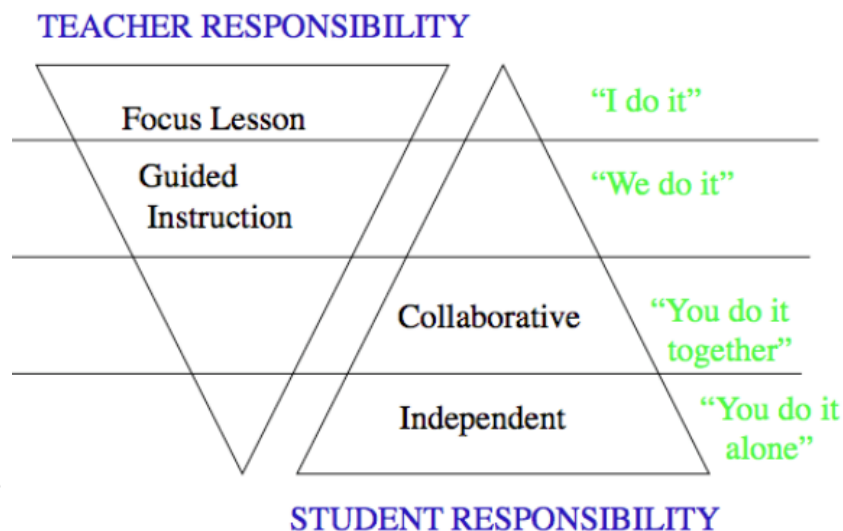 TEACHER RESPONSIBILITY
Focus Lesson
“I do it”
Guided
Instruction
“We do it”
Collaborative
“You do it
together”
Independent
“You do it
alone”
STUDENT RESPONSIBILITY